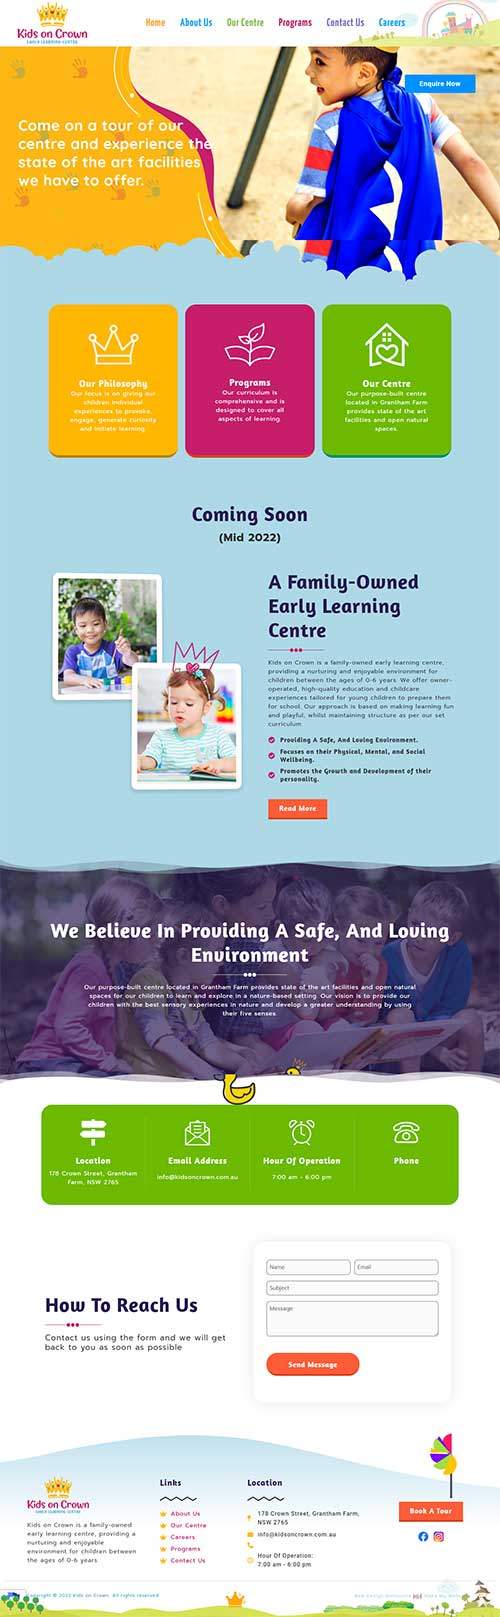 Kids on Crown
EARLY LEARNING CENTRE
Home About Us Our Centre Programs Contact Us Careers
Enquire Now
Come on a tour of our
centre and experience the
state of the art facilities
we have to offer.
Our Philosophy
Our focus is on giving our
children individual
experiences to provoke,
engage, generate curiosity
and initiate learning
Programs
Our curriculum is
comprehensive and is
designed to cover all
aspects of learning
Our Centre
Our purpose-built centre
located in Grantham Farm
provides state of the art
facilities and open natural
spaces.
Coming Soon
(Mid 2022)
A Family-Owned
Early Learning
Centre
Kids on Crown is a family-owned early learning centre,
providing a nurturing and enjoyable environment for
children between the ages of 0-6 years. We offer owner-
operated, high-quality education and childcare
experiences tailored for young children to prepare them
for school. Our approach is based on making learning fun
and playful, whilst maintaining structure as per our set
curriculum.
Providing A Safe, And Loving Environment.
Focuses on their Physical, Mental, and Social
Wellbeing.
Promotes the Growth and Development of their
personality.
Read More
We Believe In Providing A Safe, And Loving
Environment
Our purpose-built centre located in Grantham Farm provides state of the art facilities and open natural
spaces for our children to learn and explore in a nature-based setting. Our vision is to provide our
children with the best sensory experiences in nature and develop a greater understanding by using
their five senses.
Location
178 Crown Street, Grantham
Farm, NSW 2765
Email Address
info@kidsoncrown.com.au
Hour Of Operation
7:00 am - 6:00 pm
Phone
How To Reach Us
Contact us using the form and we will get
back to you as soon as possible
Name
Email
Subject
Message
Send Message
Kids on Crown
EARLY LEARNING CENTRE
Kids on Crown is a family-owned
early learning centre, providing a
nurturing and enjoyable
environment for children between
the ages of 0-6 years.
Links
About Us
Our Centre
Careers
Programs
Contact Us
Location
178 Crown Street, Grantham Farm,
NSW 2765
info@kidsoncrown.com.au
Hour Of Operation:
7:00 am - 6:00 pm
Book A Tour
Copyright © 2022 Kids on Crown. All rights reserved.